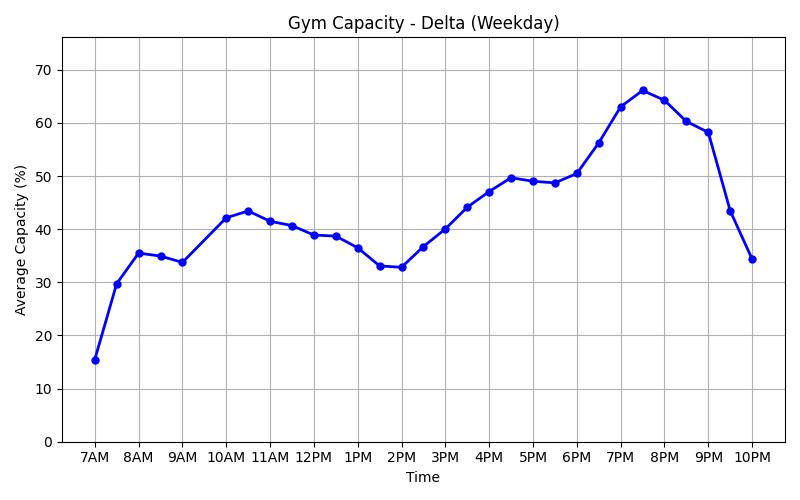 Gym Capacity - Delta (Weekday)
Average Capacity (%)
70
60
50
40
30
20
10
0
7AM 8AM 9AM 10AM 11AM 12PM 1PM 2PM 3PM 4PM 5PM 6PM 7PM 8PM 9PM 10PM
Time